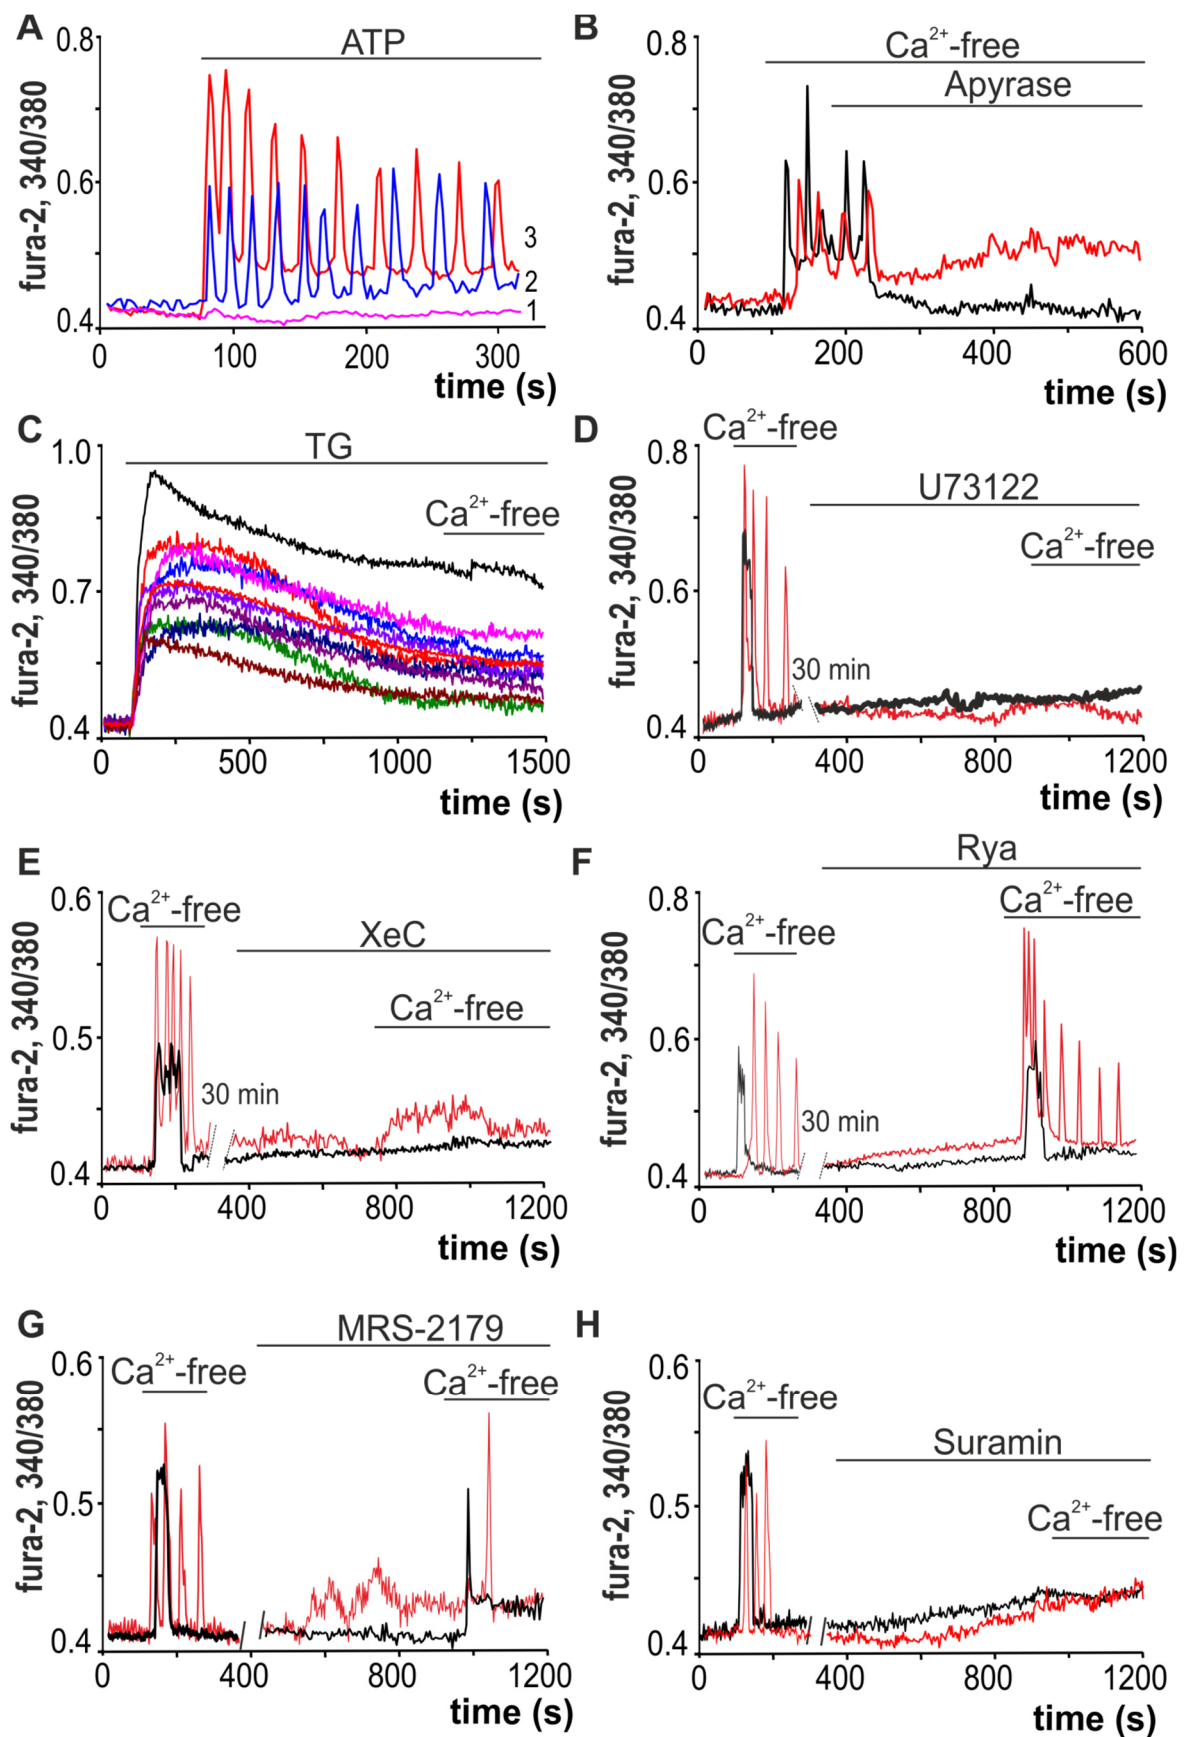 A
ATP
fura-2, 340/380
0.8
0.6
0.4
3
2
1
0 100 200 300
time (s)
B
Ca²⁺-free
Apyrase
fura-2, 340/380
0.8
0.6
0.4
0 200 400 600
time (s)
C
TG
Ca²⁺-free
fura-2, 340/380
1.0
0.7
0.4
0 500 1000 1500
time (s)
D
Ca²⁺-free
U73122
Ca²⁺-free
30 min
fura-2, 340/380
0.8
0.6
0.4
0 400 800 1200
time (s)
E
Ca²⁺-free
XeC
Ca²⁺-free
30 min
fura-2, 340/380
0.6
0.5
0.4
0 400 800 1200
time (s)
F
Rya
Ca²⁺-free
Ca²⁺-free
30 min
fura-2, 340/380
0.8
0.6
0.4
0 400 800 1200
time (s)
G
MRS-2179
Ca²⁺-free
Ca²⁺-free
fura-2, 340/380
0.6
0.5
0.4
0 400 800 1200
time (s)
H
Ca²⁺-free
Suramin
Ca²⁺-free
fura-2, 340/380
0.6
0.5
0.4
0 400 800 1200
time (s)